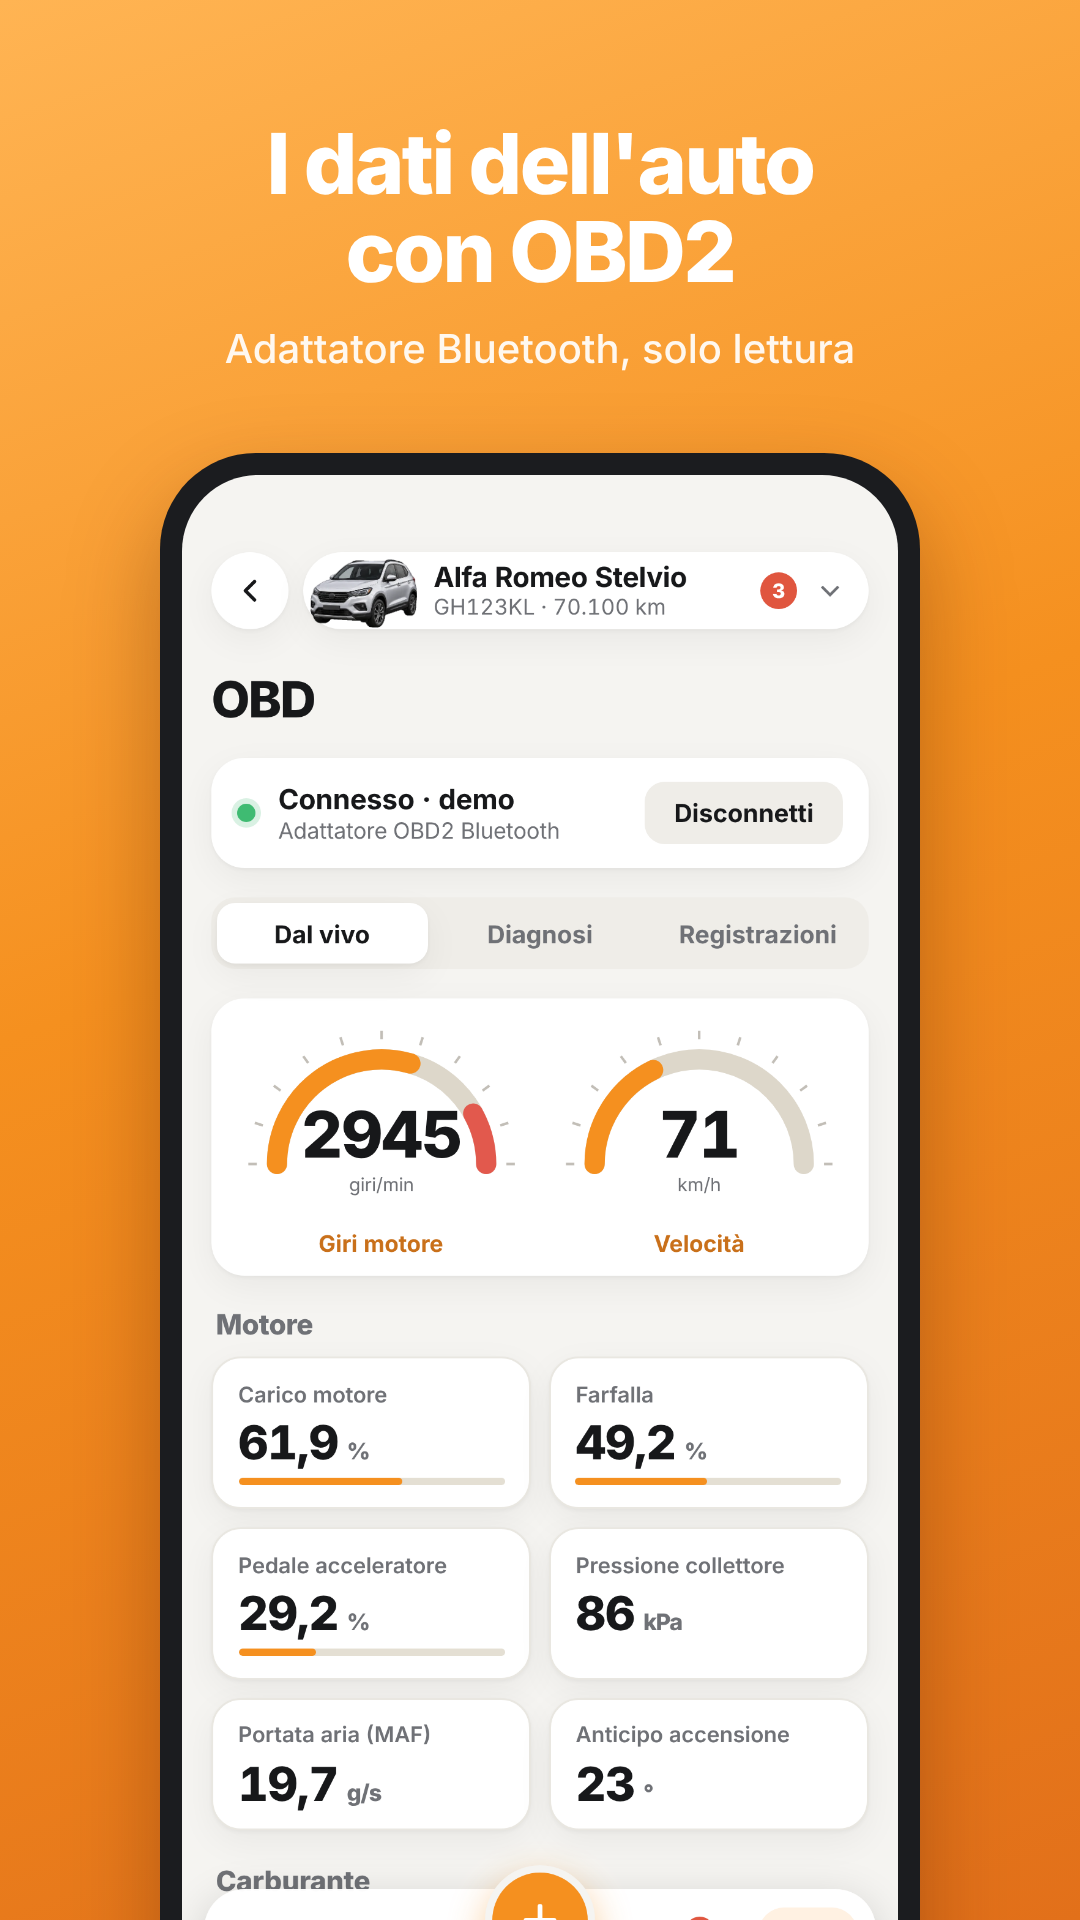 I dati dell'auto
con OBD2
Adattatore Bluetooth, solo lettura
Alfa Romeo Stelvio
GH123KL · 70.100 km
3
OBD
Connesso · demo
Adattatore OBD2 Bluetooth
Disconnetti
Dal vivo
Diagnosi
Registrazioni
2945
giri/min
Giri motore
71
km/h
Velocità
Motore
Carico motore
61,9 %
Farfalla
49,2 %
Pedale acceleratore
29,2 %
Pressione collettore
86 kPa
Portata aria (MAF)
19,7 g/s
Anticipo accensione
23 °
Carburante